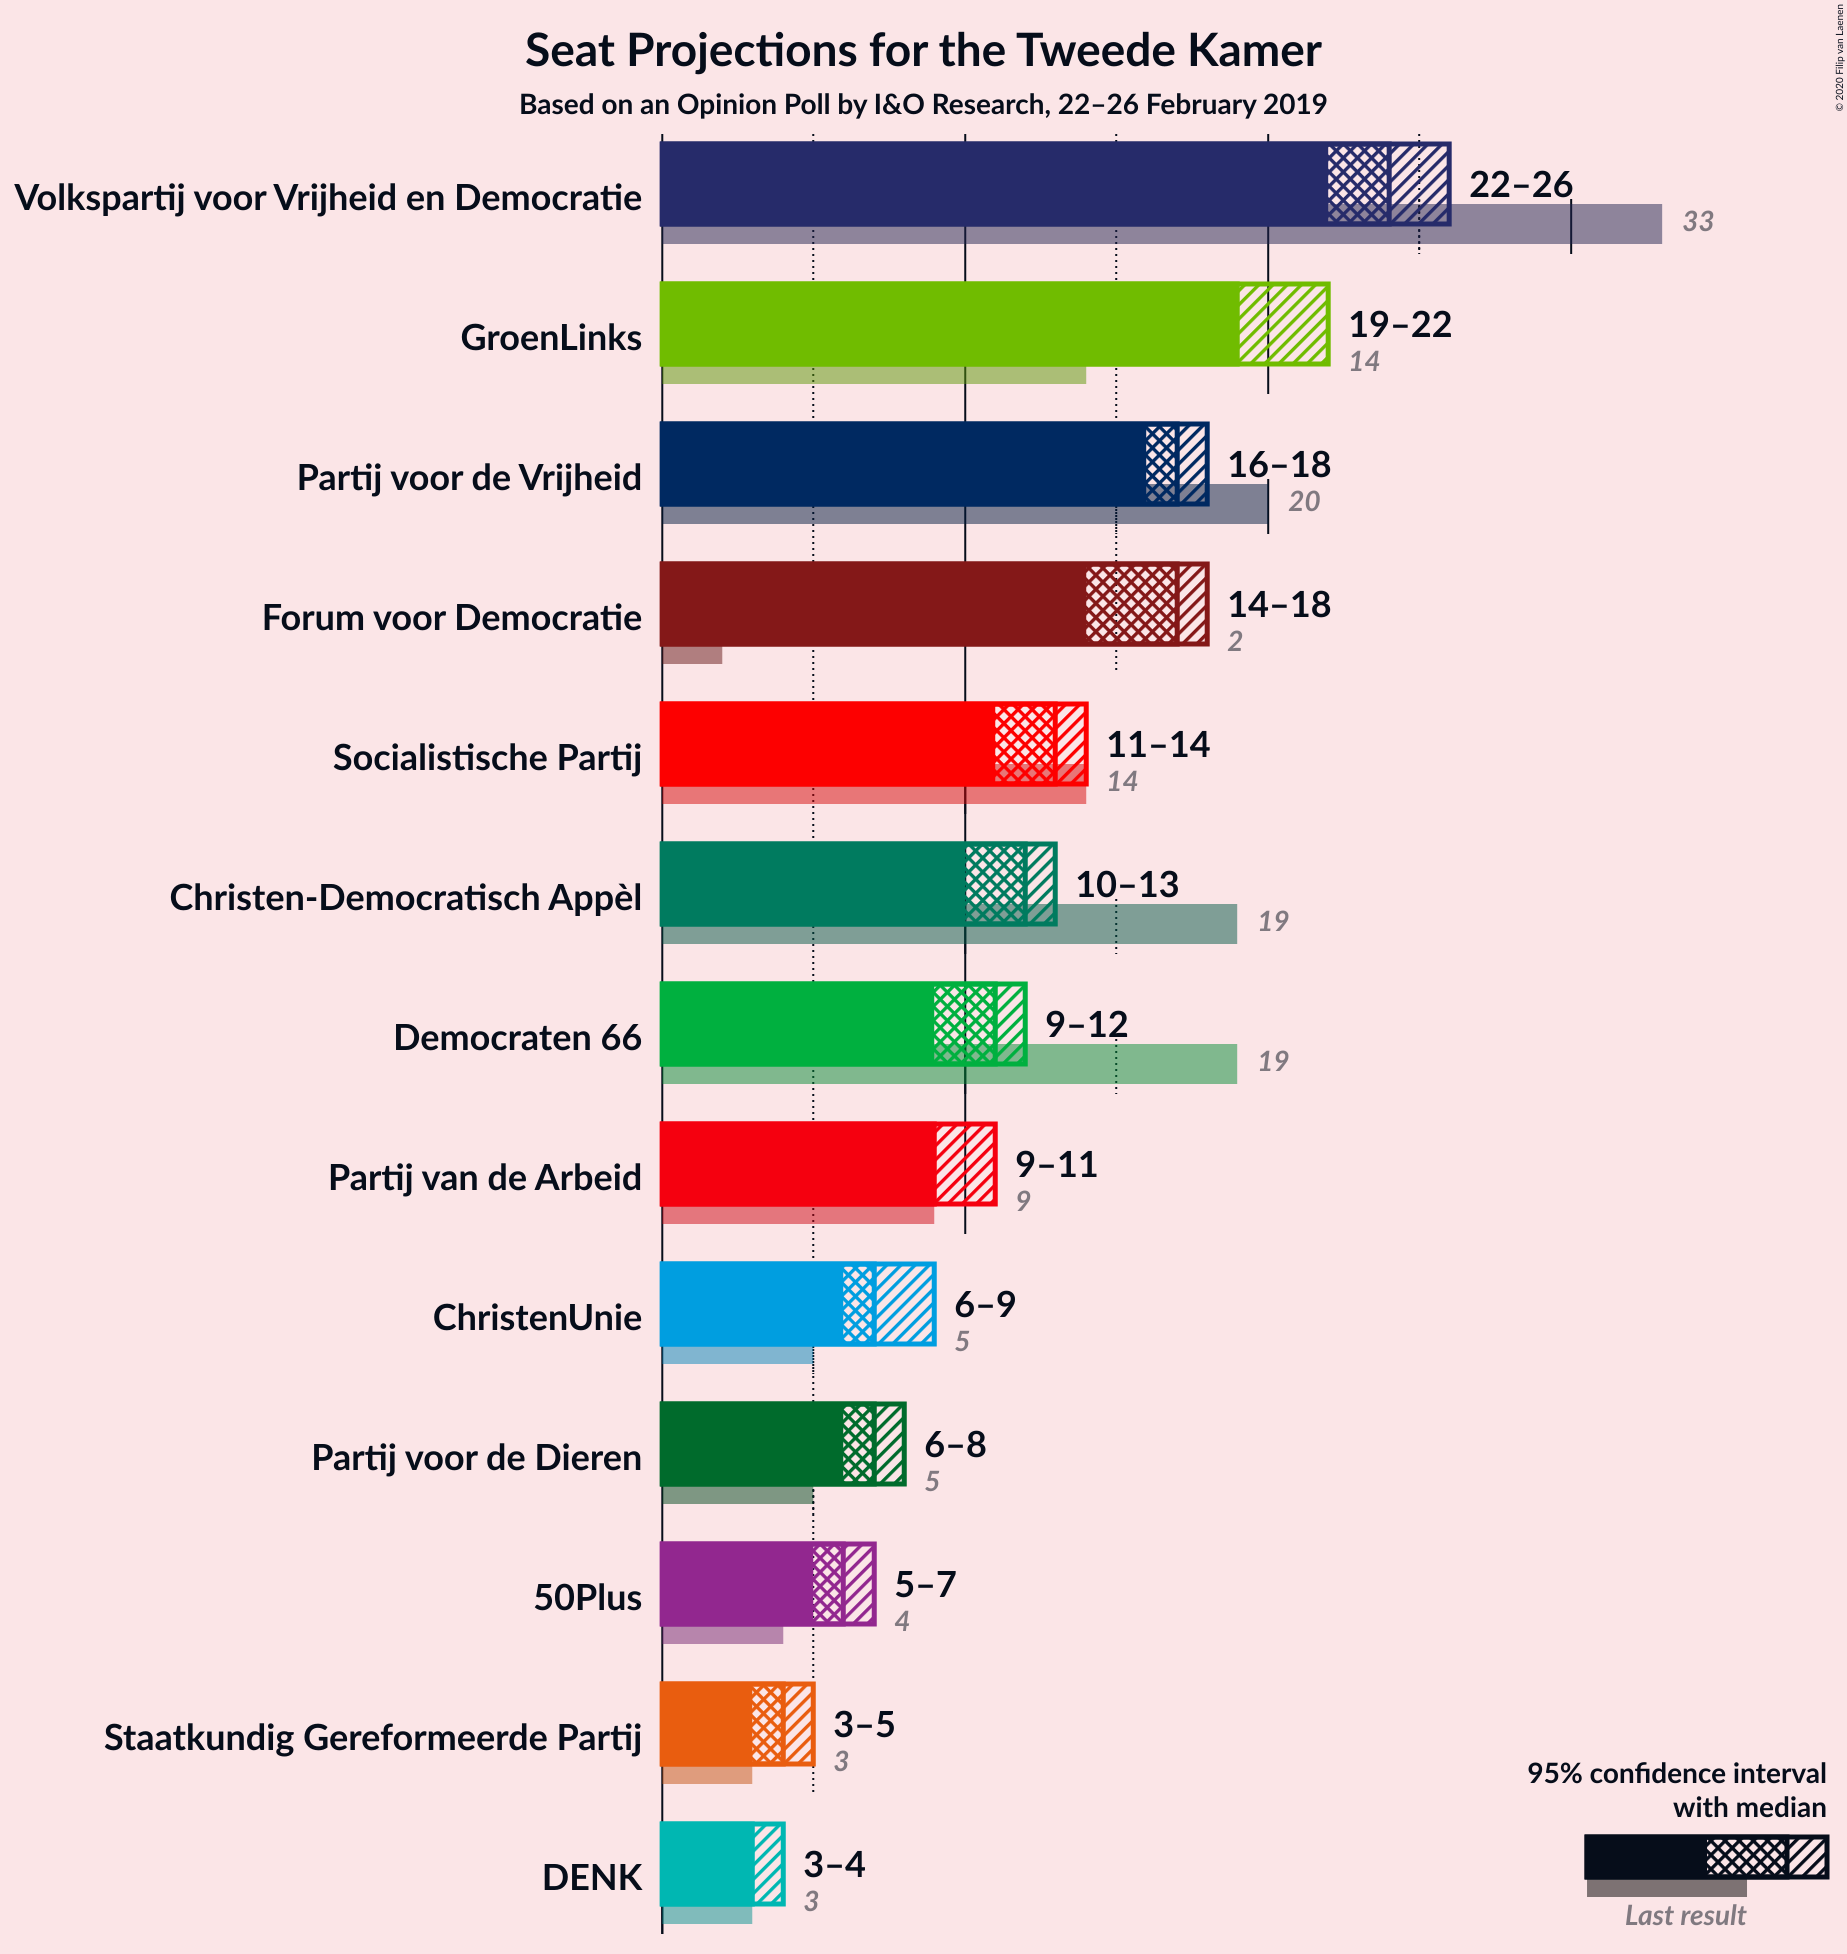 Seat Projections for the Tweede Kamer
Based on an Opinion Poll by I&O Research, 22–26 February 2019
© 2020 Filip van Laenen
Volkspartij voor Vrijheid en Democratie
22–26
33
GroenLinks
19–22
14
Partij voor de Vrijheid
16–18
20
Forum voor Democratie
14–18
2
Socialistische Partij
11–14
14
Christen-Democratisch Appèl
10–13
19
Democraten 66
9–12
19
Partij van de Arbeid
9–11
9
ChristenUnie
6–9
5
Partij voor de Dieren
6–8
5
50Plus
5–7
4
Staatkundig Gereformeerde Partij
3–5
3
DENK
3–4
3
95% confidence interval
with median
Last result